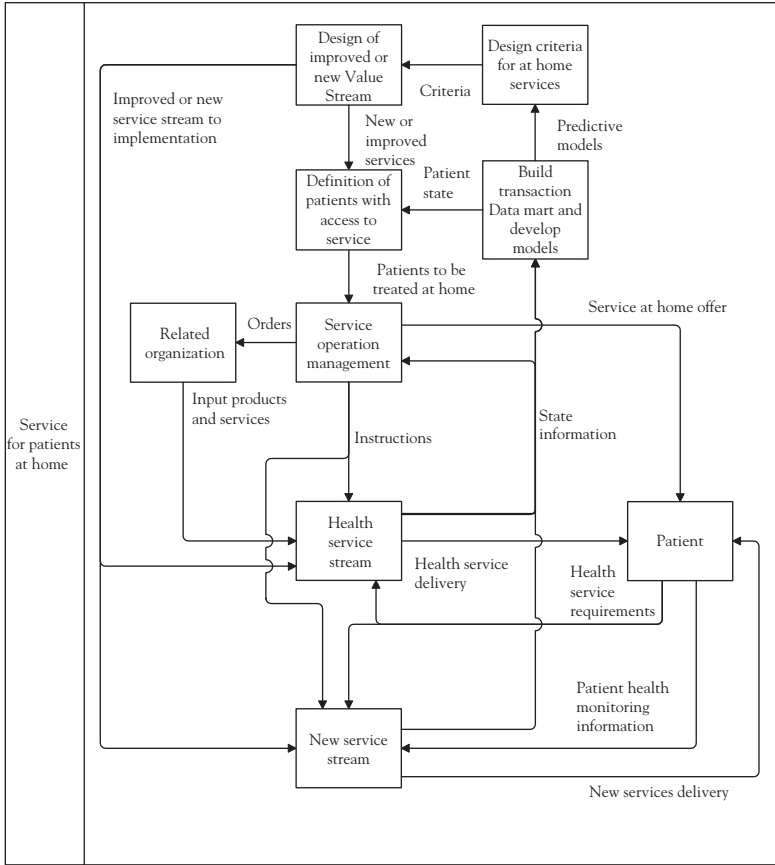 Design of
improved or
new Value
Stream
Design criteria
for at home
services
Criteria
Improved or new
service stream to
implementation
New or
improved
services
Predictive
models
Patient
state
Definition of
patients with
access to
service
Build
transaction
Data mart and
develop
models
Patients to be
treated at home
Service at home offer
Related
organization
Orders
Service
operation
management
Input products
and services
Instructions
State
information
Service
for patients
at home
Health
service
stream
Patient
Health service
delivery
Health
service
requirements
Patient health
monitoring
information
New service
stream
New services delivery